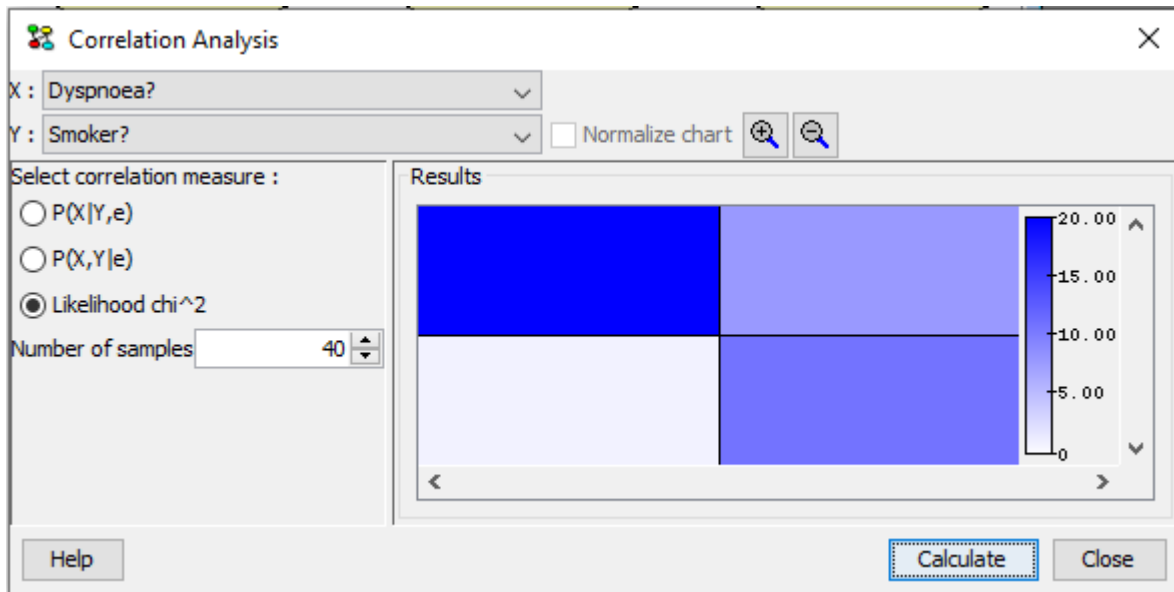 Correlation Analysis
X : Dyspnoea?
Y : Smoker?
Normalize chart
Select correlation measure :
P(X|Y,e)
P(X,Y|e)
Likelihood chi^2
Number of samples 40
Results
20.00
15.00
10.00
5.00
0
Help
Calculate
Close